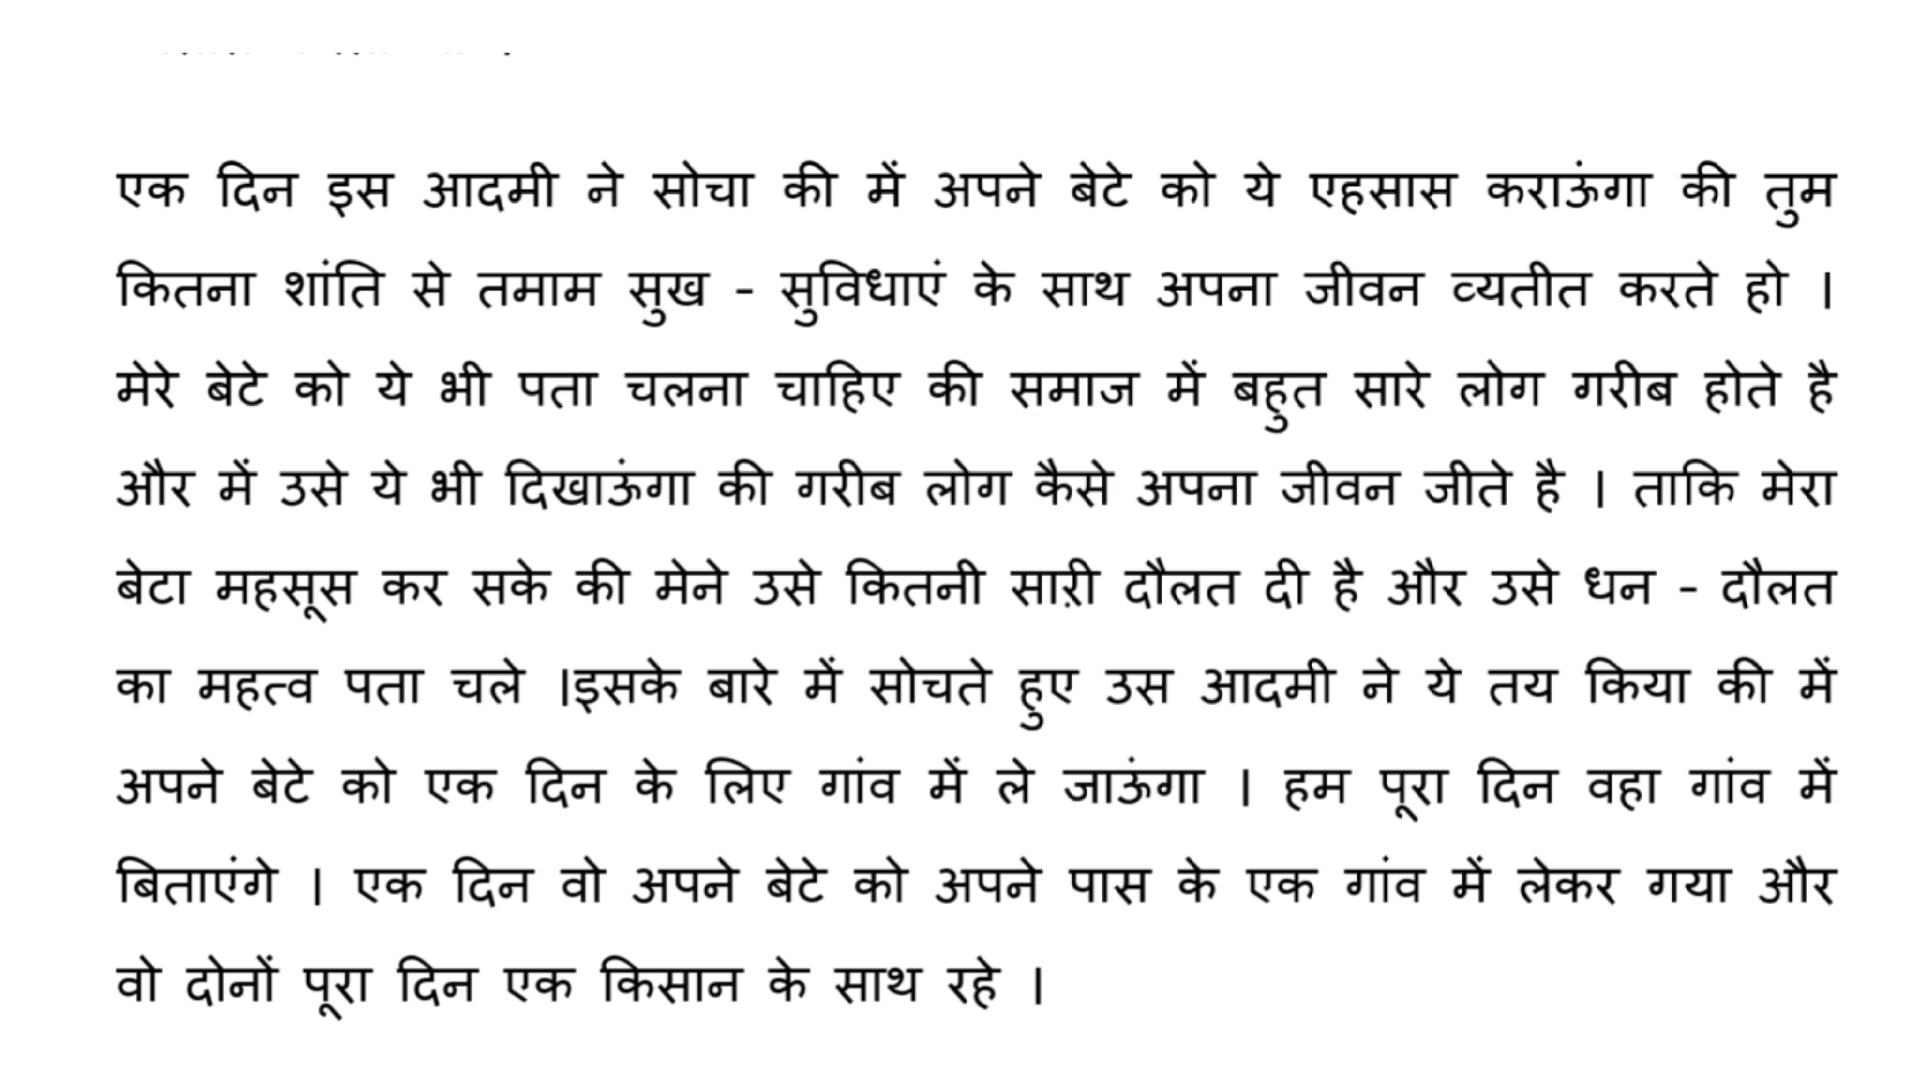 एक दिन इस आदमी ने सोचा की में अपने बेटे को ये एहसास कराऊंगा की तुम
कितना शांति से तमाम सुख - सुविधाएं के साथ अपना जीवन व्यतीत करते हो ।
मेरे बेटे को ये भी पता चलना चाहिए की समाज में बहुत सारे लोग गरीब होते है
और में उसे ये भी दिखाऊंगा की गरीब लोग कैसे अपना जीवन जीते है । ताकि मेरा
बेटा महसूस कर सके की मेने उसे कितनी साऱी दौलत दी है और उसे धन - दौलत
का महत्व पता चले ।इसके बारे में सोचते हुए उस आदमी ने ये तय किया की में
अपने बेटे को एक दिन के लिए गांव में ले जाऊंगा । हम पूरा दिन वहा गांव में
बिताएंगे । एक दिन वो अपने बेटे को अपने पास के एक गांव में लेकर गया और
वो दोनों पूरा दिन एक किसान के साथ रहे ।